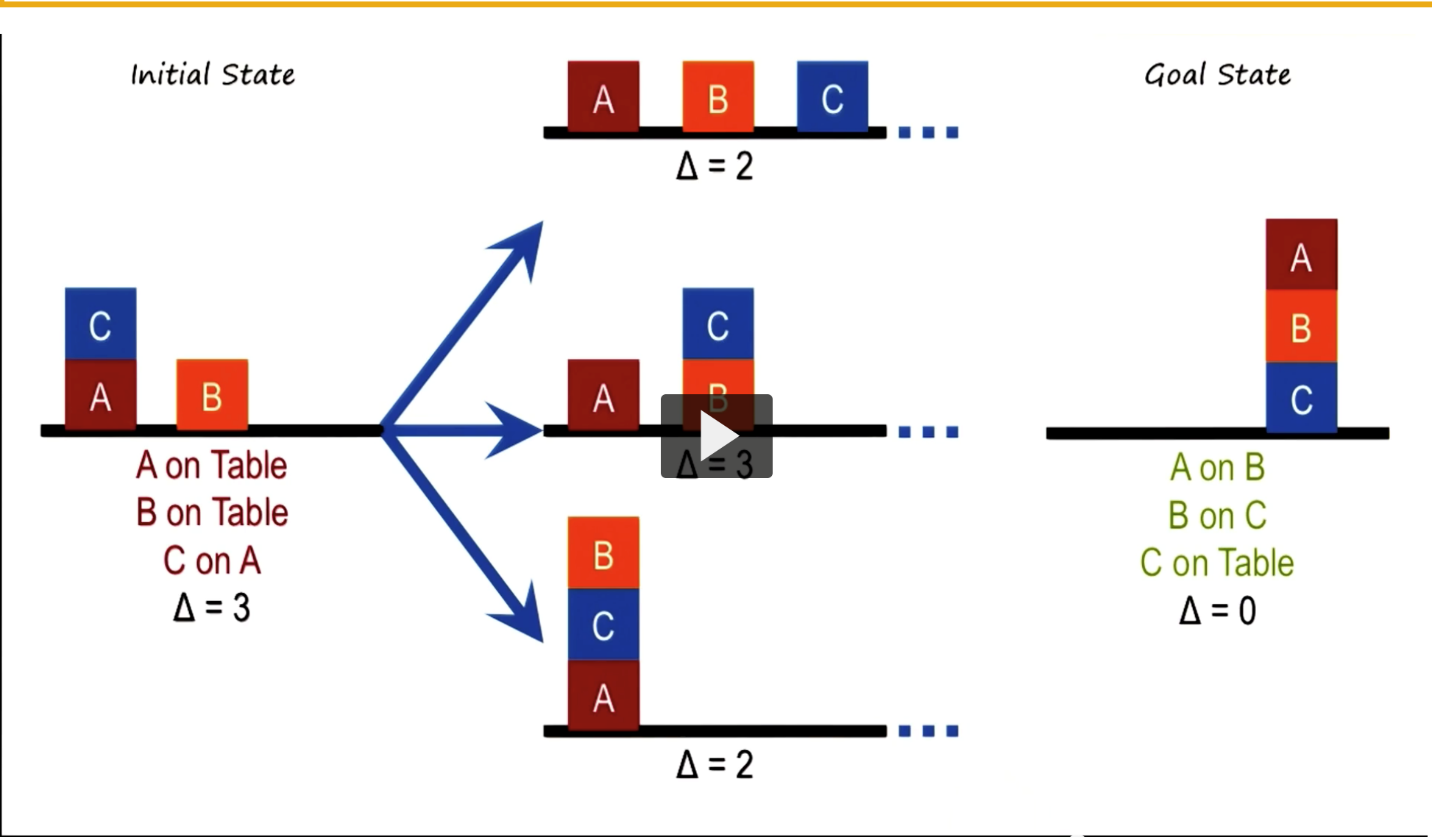 Initial State
C
A
B
A on Table
B on Table
C on A
Δ = 3
A
B
C
Δ = 2
C
A
B
Δ = 3
B
C
A
Δ = 2
Goal State
A
B
C
A on B
B on C
C on Table
Δ = 0